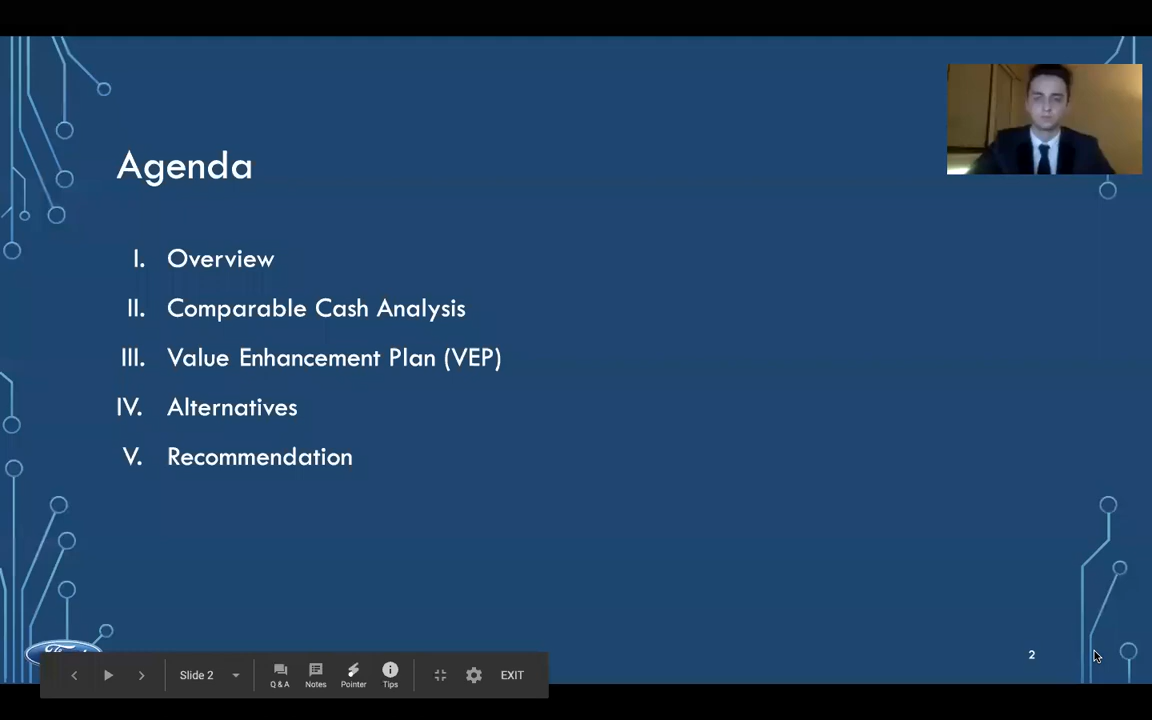 Agenda
I. Overview
II. Comparable Cash Analysis
III. Value Enhancement Plan (VEP)
IV. Alternatives
V. Recommendation
2
Slide 2
Q & A
Notes
Pointer
Tips
EXIT